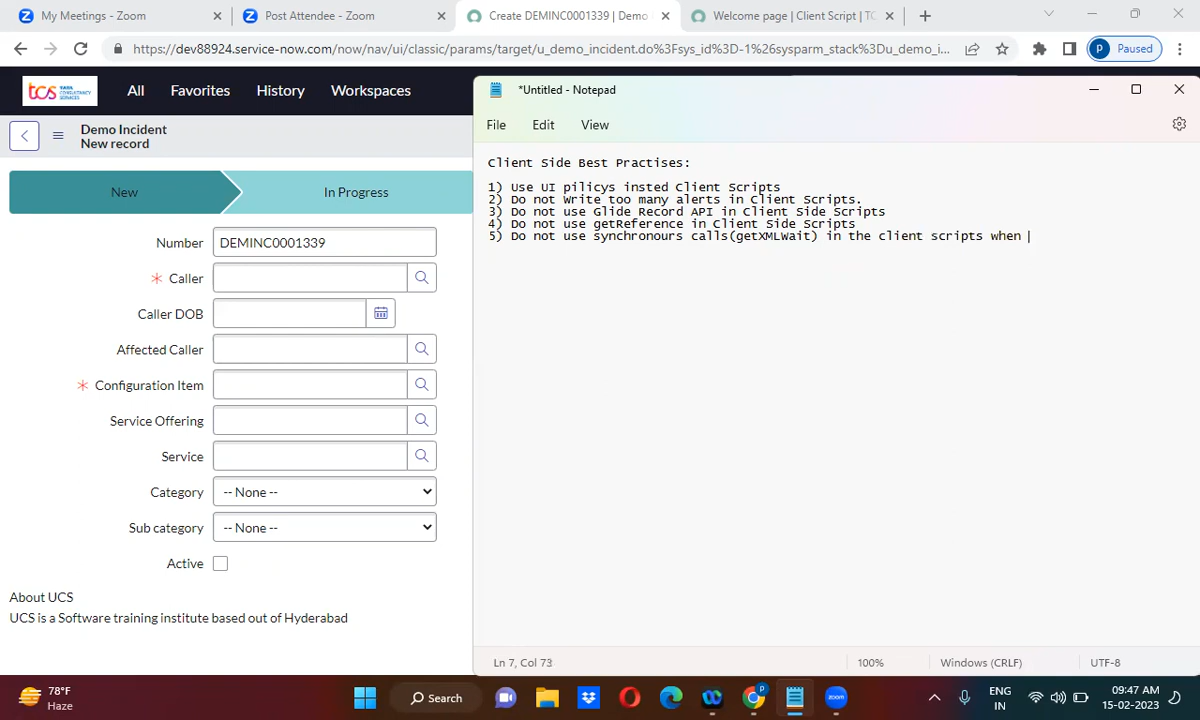 My Meetings - Zoom
Post Attendee - Zoom
Create DEMINC0001339 | Demo
Welcome page | Client Script | TC
https://dev88924.service-now.com/now/nav/ui/classic/params/target/u_demo_incident.do%3Fsys_id%3D-1%26sysparm_stack%3Du_demo_i...
P Paused
tcs TATA CONSULTANCY SERVICES
All Favorites History Workspaces
Demo Incident
New record
New
In Progress
Number DEMINC0001339
* Caller
Caller DOB
Affected Caller
* Configuration Item
Service Offering
Service
Category -- None --
Sub category -- None --
Active
About UCS
UCS is a Software training institute based out of Hyderabad
*Untitled - Notepad
File Edit View
Client Side Best Practises:
1) Use UI pilicys insted Client Scripts
2) Do not Write too many alerts in Client Scripts.
3) Do not use Glide Record API in Client Side Scripts
4) Do not use getReference in Client Side Scripts
5) Do not use synchronours calls(getXMLWait) in the client scripts when
Ln 7, Col 73
100%
Windows (CRLF)
UTF-8
78°F
Haze
Search
P
zoom
ENG
IN
09:47 AM
15-02-2023